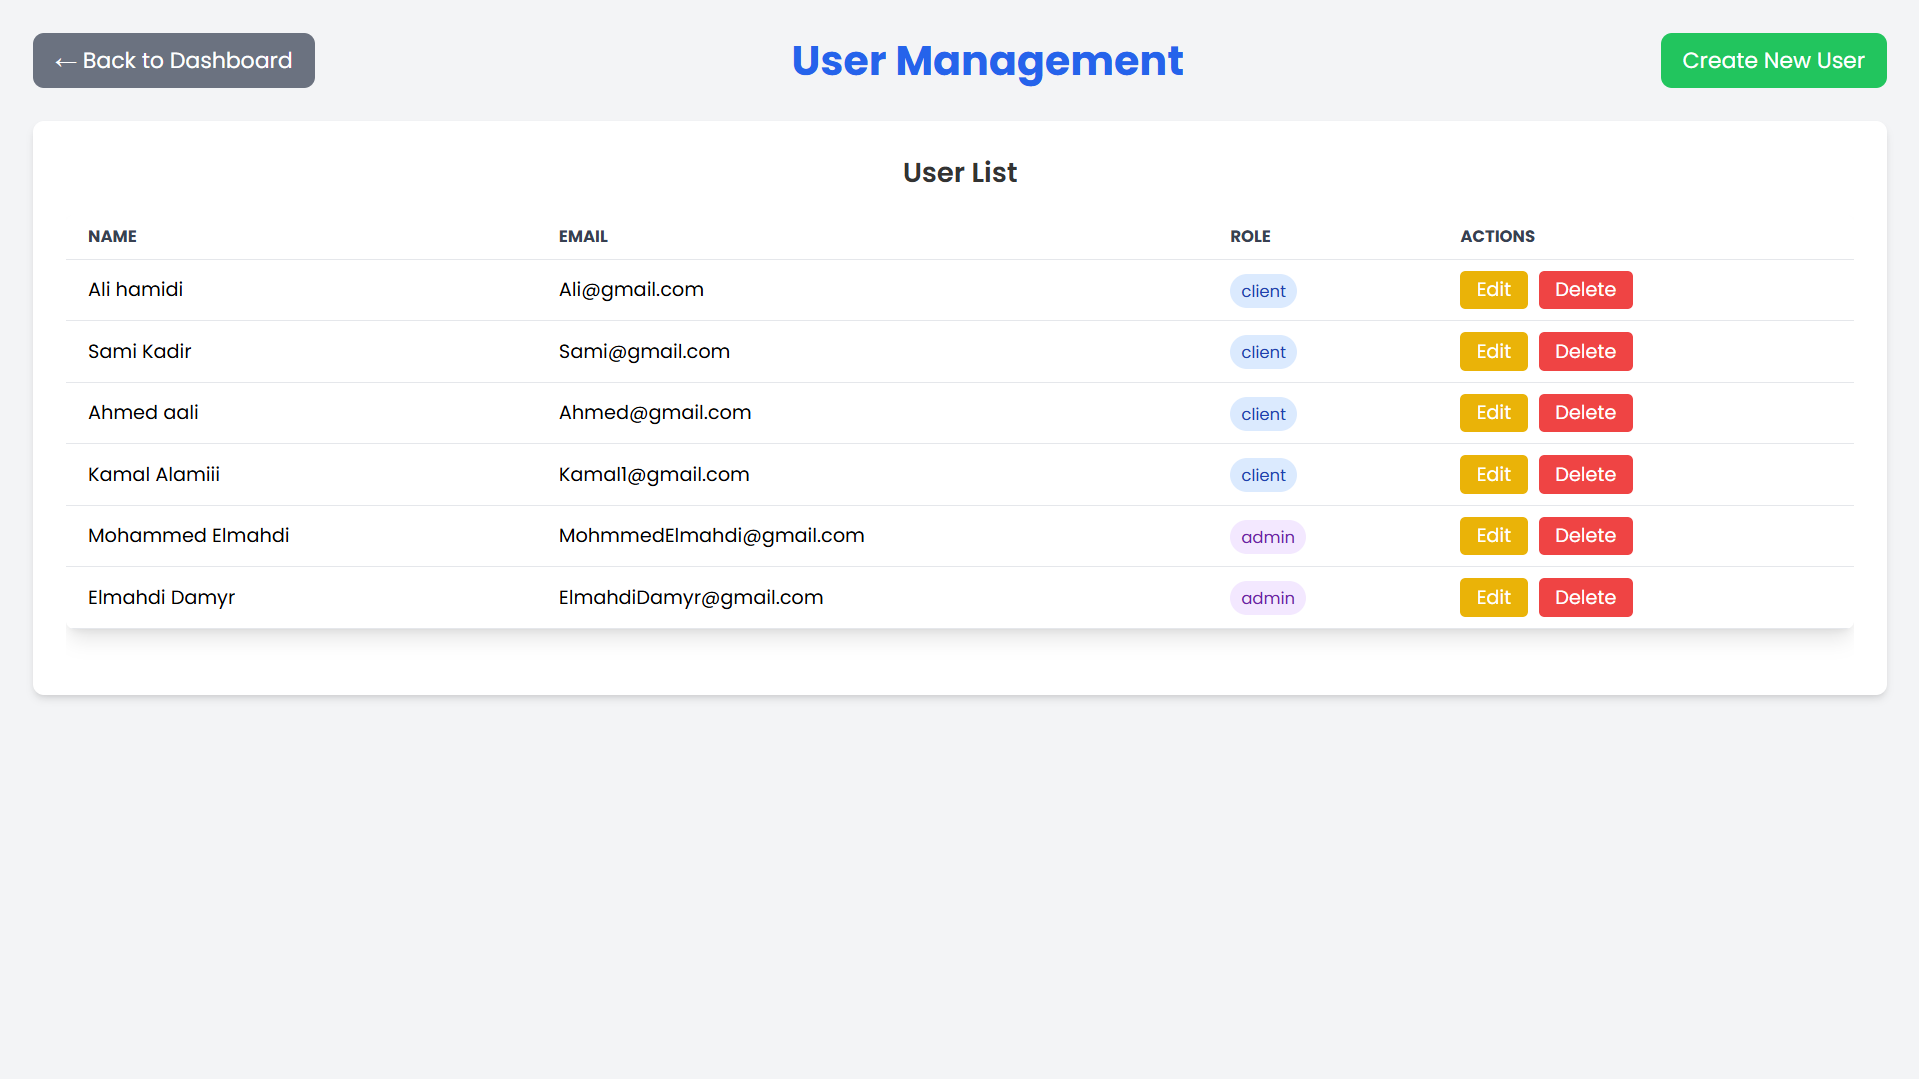 ← Back to Dashboard
User Management
Create New User
User List
NAME EMAIL ROLE ACTIONS
Ali hamidi Ali@gmail.com client Edit Delete
Sami Kadir Sami@gmail.com client Edit Delete
Ahmed aali Ahmed@gmail.com client Edit Delete
Kamal Alamiii Kamal1@gmail.com client Edit Delete
Mohammed Elmahdi MohmmedElmahdi@gmail.com admin Edit Delete
Elmahdi Damyr ElmahdiDamyr@gmail.com admin Edit Delete